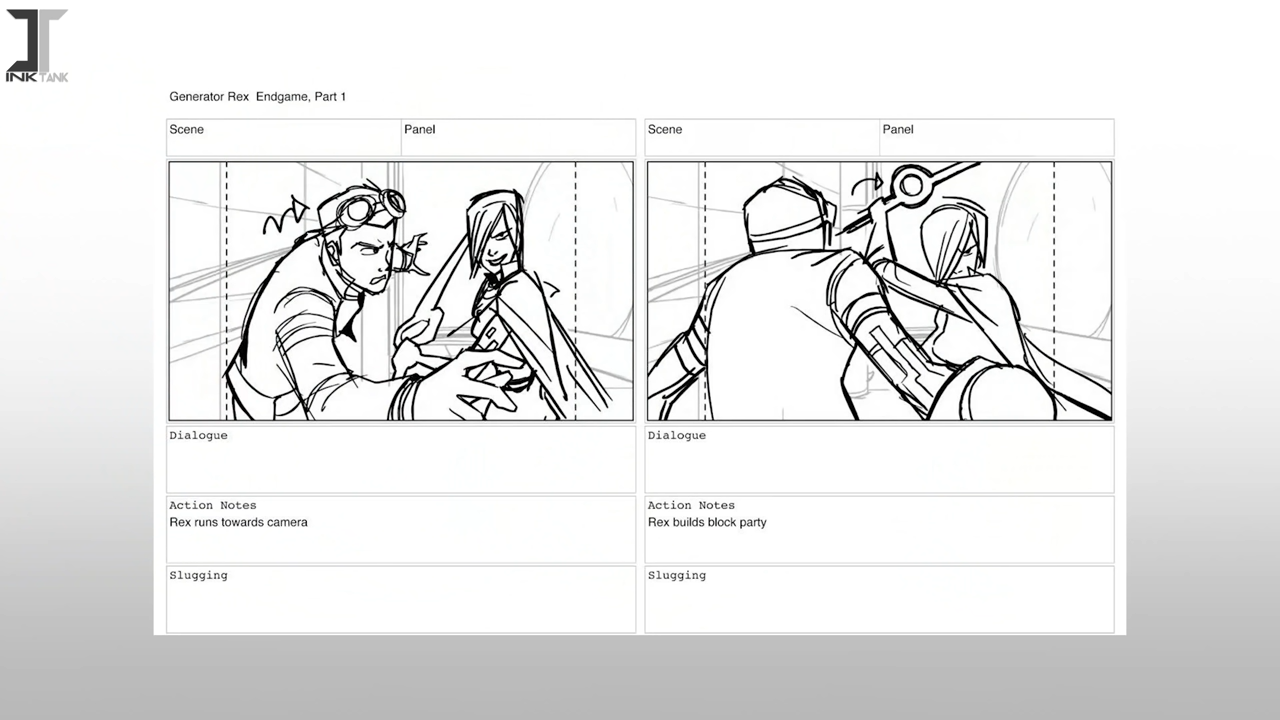 INK TANK
Generator Rex  Endgame, Part 1
Scene
Panel
Scene
Panel
Dialogue
Dialogue
Action Notes
Rex runs towards camera
Action Notes
Rex builds block party
Slugging
Slugging